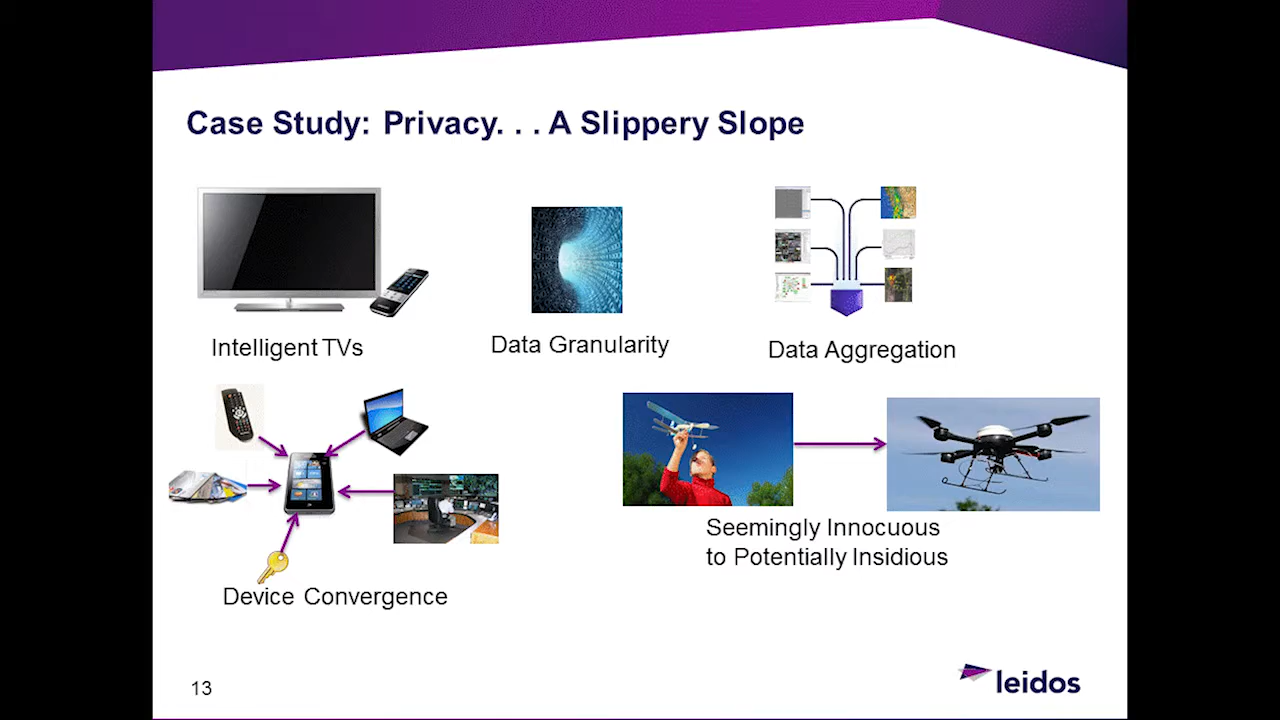 Case Study: Privacy. . . A Slippery Slope
Intelligent TVs
Data Granularity
Data Aggregation
Device Convergence
Seemingly Innocuous
to Potentially Insidious
13
leidos